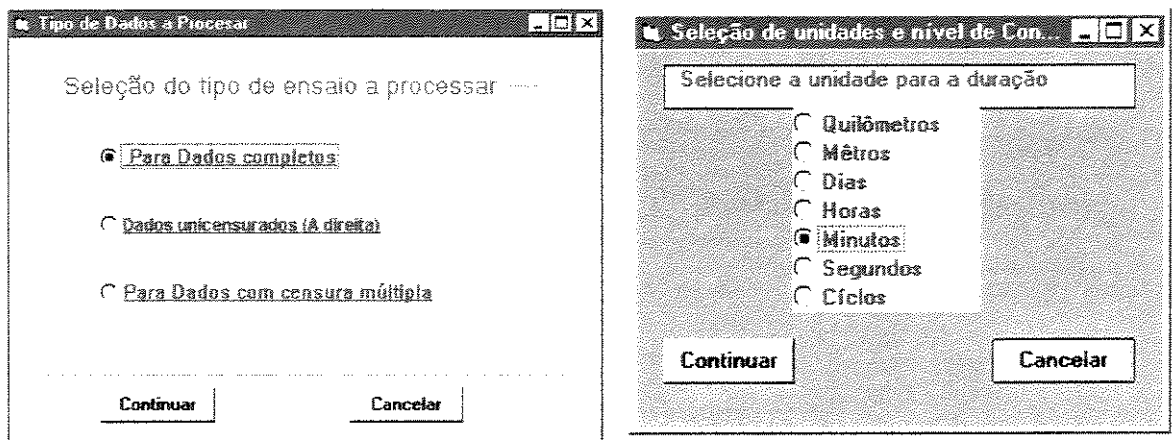 Tipo de Dados a Procesar
Seleção do tipo de ensaio a processar
Para Dados completos
Dados unicensurados (A direita)
Para Dados com censura múltipla
Continuar
Cancelar
Seleção de unidades e nível de Con...
Selecione a unidade para a duração
Quilômetros
Mêtros
Dias
Horas
Minutos
Segundos
Cíclos
Continuar
Cancelar